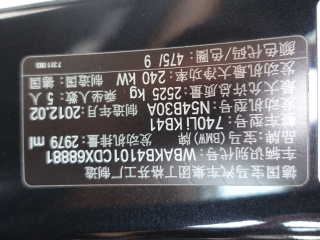 德国宝马汽车集团丁格芬工厂 制造
车辆识别代号 WBAKB4101CDX68881
品牌 宝马(BMW)牌 发动机排量 2979 ml
整车型号 740Li KB41
发动机型号 N54B30A 制造年月 2012.02
最大允许总质量 2525 kg 乘坐人数 5 人
发动机最大净功率 240 kW 制造国 德国
颜色代码/色圈 475/ 9
7 311 083